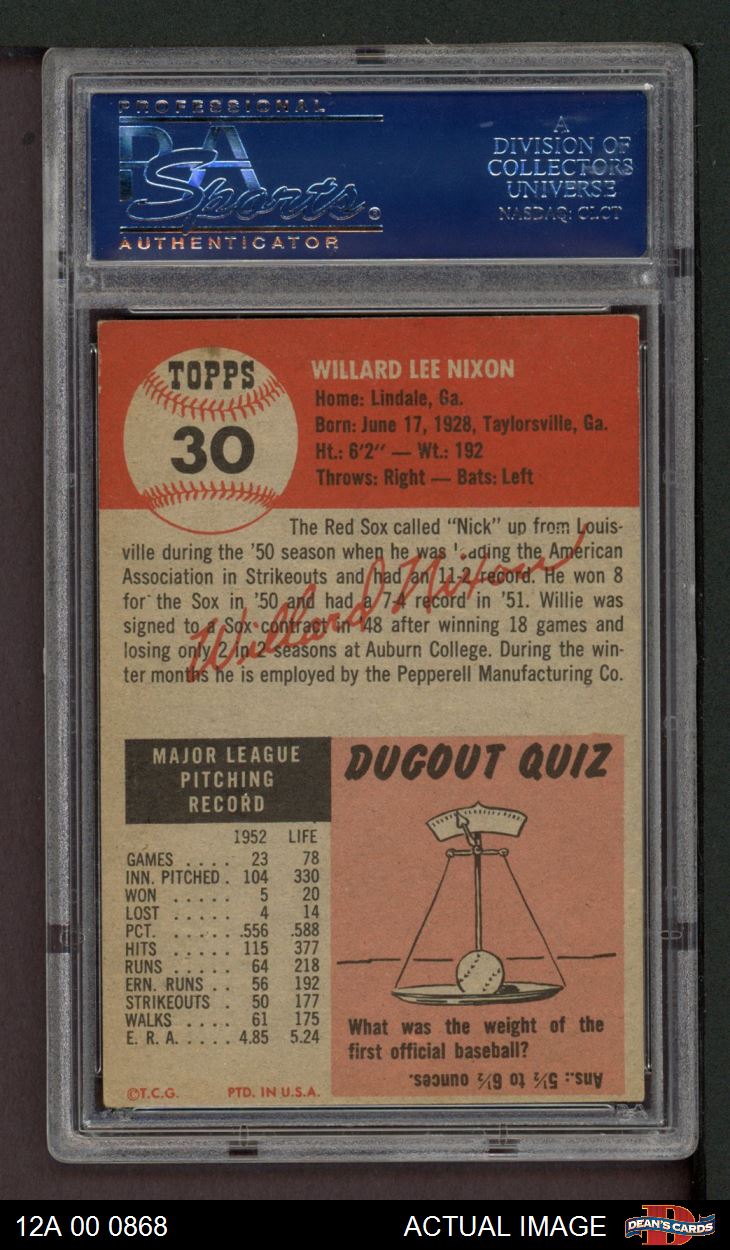 PROFESSIONAL
PSA
Sports®
AUTHENTICATOR
A
DIVISION OF
COLLECTORS
UNIVERSE
NASDAQ: CLCT
TOPPS
30
WILLARD LEE NIXON
Home: Lindale, Ga.
Born: June 17, 1928, Taylorsville, Ga.
Ht.: 6'2" — Wt.: 192
Throws: Right — Bats: Left
The Red Sox called "Nick" up from Louis-
ville during the '50 season when he was leading the American
Association in Strikeouts and had an 11-2 record. He won 8
for the Sox in '50 and had a 7-4 record in '51. Willie was
signed to a Sox contract in '48 after winning 18 games and
losing only 2 in 2 seasons at Auburn College. During the win-
ter months he is employed by the Pepperell Manufacturing Co.
Willard Nixon
MAJOR LEAGUE
PITCHING
RECORD
1952 LIFE
GAMES .... 23 78
INN. PITCHED . 104 330
WON ..... 5 20
LOST .... 4 14
PCT. ..... .556 .588
HITS ..... 115 377
RUNS ..... 64 218
ERN. RUNS .. 56 192
STRIKEOUTS . 50 177
WALKS .... 61 175
E. R. A. .... 4.85 5.24
©T.C.G. PTD. IN U.S.A.
DUGOUT QUIZ
What was the weight of the
first official baseball?
Ans.: 5½ to 6½ ounces.
12A 00 0868
ACTUAL IMAGE
DEAN'S CARDS